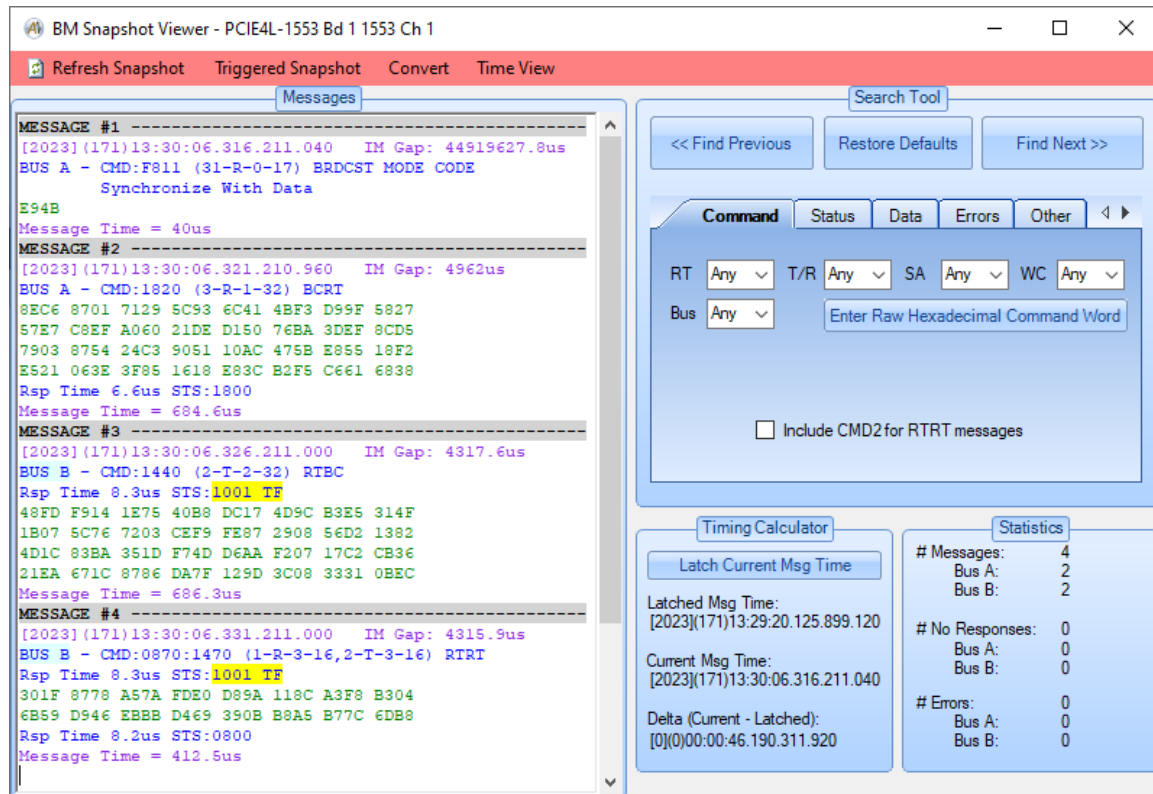 BM Snapshot Viewer - PCIE4L-1553 Bd 1 1553 Ch 1
Refresh Snapshot Triggered Snapshot Convert Time View
Messages
MESSAGE #1 ---------------------------------------------
[2023](171)13:30:06.316.211.040 IM Gap: 44919627.8us
BUS A - CMD:F811 (31-R-0-17) BRDCST MODE CODE
Synchronize With Data
E94B
Message Time = 40us
MESSAGE #2 ---------------------------------------------
[2023](171)13:30:06.321.210.960 IM Gap: 4962us
BUS A - CMD:1820 (3-R-1-32) BCRT
8EC6 8701 7129 5C93 6C41 4BF3 D99F 5827
57E7 C8EF A060 21DE D150 76BA 3DEF 8CD5
7903 8754 24C3 9051 10AC 475B E855 18F2
E521 063E 3F85 1618 E83C B2F5 C661 6838
Rsp Time 6.6us STS:1800
Message Time = 684.6us
MESSAGE #3 ---------------------------------------------
[2023](171)13:30:06.326.211.000 IM Gap: 4317.6us
BUS B - CMD:1440 (2-T-2-32) RTBC
Rsp Time 8.3us STS:1001 TF
48FD F914 1E75 40B8 DC17 4D9C B3E5 314F
1B07 5C76 7203 CEF9 FE87 2908 56D2 1382
4D1C 83BA 351D F74D D6AA F207 17C2 CB36
21EA 671C 8786 DA7F 129D 3C08 3331 0BEC
Message Time = 686.3us
MESSAGE #4 ---------------------------------------------
[2023](171)13:30:06.331.211.000 IM Gap: 4315.9us
BUS B - CMD:0870:1470 (1-R-3-16,2-T-3-16) RTRT
Rsp Time 8.3us STS:1001 TF
301F 8778 A57A FDE0 D89A 118C A3F8 B304
6B59 D946 EBBB D469 390B B8A5 B77C 6DB8
Rsp Time 8.2us STS:0800
Message Time = 412.5us
Search Tool
<< Find Previous Restore Defaults Find Next >>
Command Status Data Errors Other
RT Any T/R Any SA Any WC Any
Bus Any Enter Raw Hexadecimal Command Word
Include CMD2 for RTRT messages
Timing Calculator
Latch Current Msg Time
Latched Msg Time:
[2023](171)13:29:20.125.899.120
Current Msg Time:
[2023](171)13:30:06.316.211.040
Delta (Current - Latched):
[0](0)00:00:46.190.311.920
Statistics
# Messages: 4
Bus A: 2
Bus B: 2
# No Responses: 0
Bus A: 0
Bus B: 0
# Errors: 0
Bus A: 0
Bus B: 0